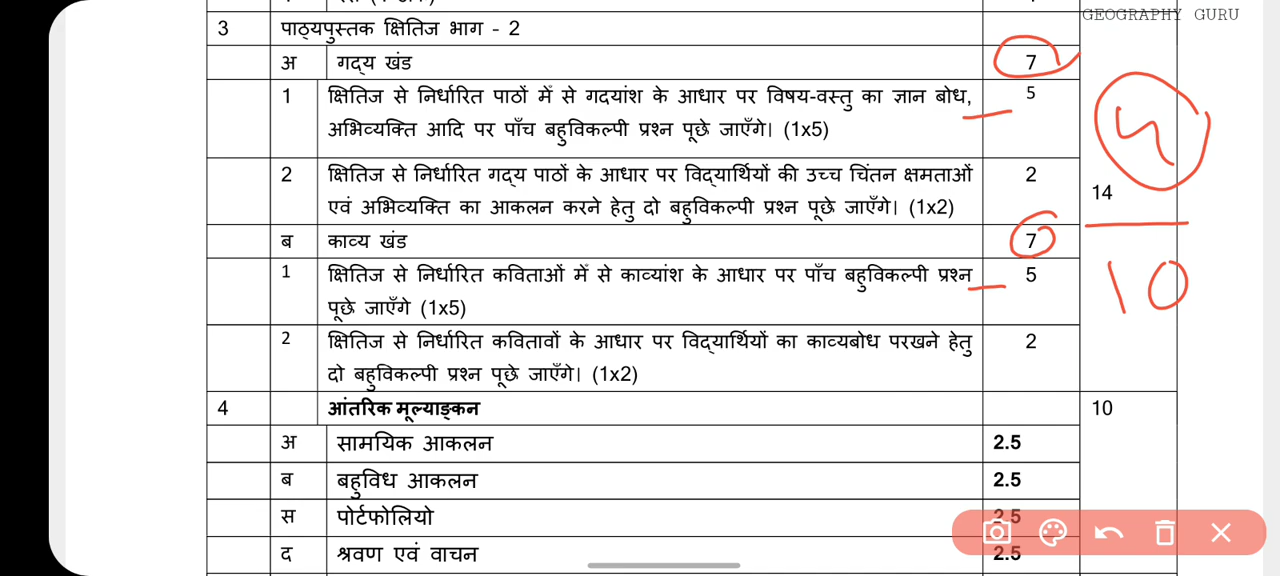 GEOGRAPHY GURU
3 पाठ्यपुस्तक क्षितिज भाग - 2
अ गद्य खंड 7
1 क्षितिज से निर्धारित पाठों में से गदयांश के आधार पर विषय-वस्तु का ज्ञान बोध, 5
अभिव्यक्ति आदि पर पाँच बहुविकल्पी प्रश्न पूछे जाएँगे। (1x5)
2 क्षितिज से निर्धारित गद्य पाठों के आधार पर विद्यार्थियों की उच्च चिंतन क्षमताओं 2
14
एवं अभिव्यक्ति का आकलन करने हेतु दो बहुविकल्पी प्रश्न पूछे जाएँगे। (1x2)
ब काव्य खंड 7
1 क्षितिज से निर्धारित कविताओं में से काव्यांश के आधार पर पाँच बहुविकल्पी प्रश्न 5
10
पूछे जाएँगे (1x5)
2 क्षितिज से निर्धारित कवितावों के आधार पर विद्यार्थियों का काव्यबोध परखने हेतु 2
दो बहुविकल्पी प्रश्न पूछे जाएँगे। (1x2)
4 आंतरिक मूल्याङ्कन 10
अ सामयिक आकलन 2.5
ब बहुविध आकलन 2.5
स पोर्टफोलियो 2.5
द श्रवण एवं वाचन 2.5